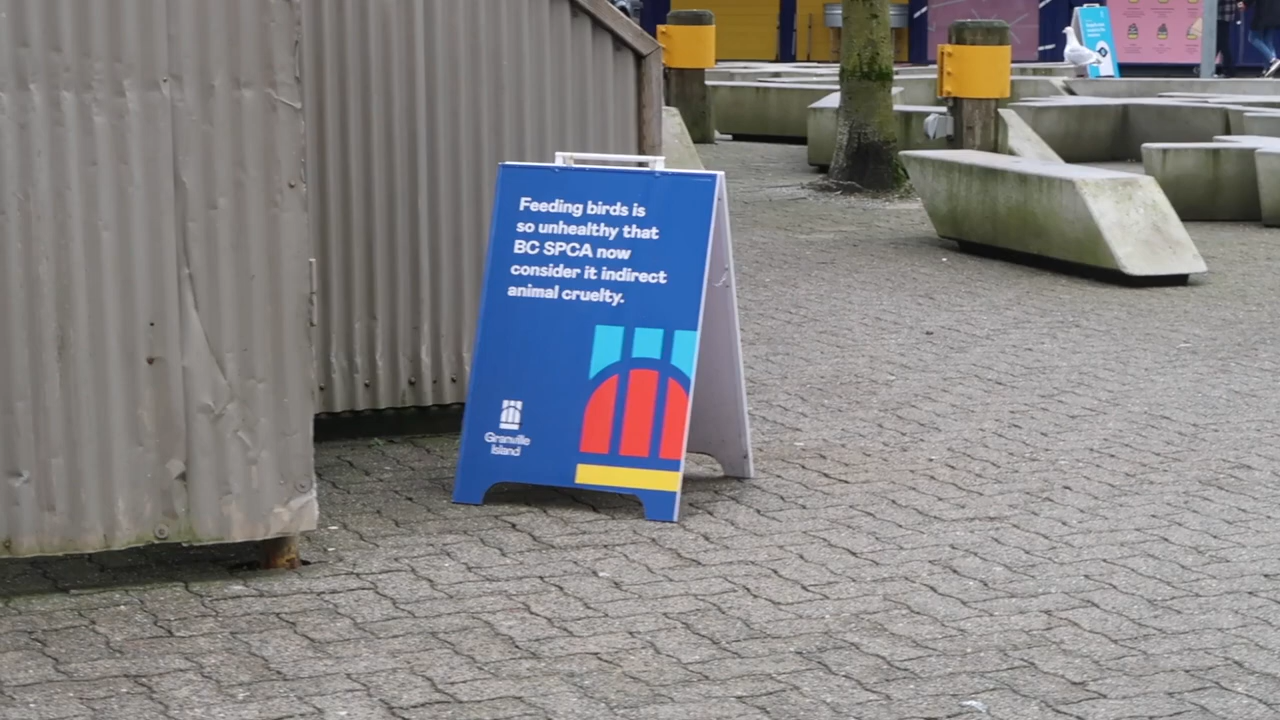 Feeding birds is
so unhealthy that
BC SPCA now
consider it indirect
animal cruelty.
Granville
Island